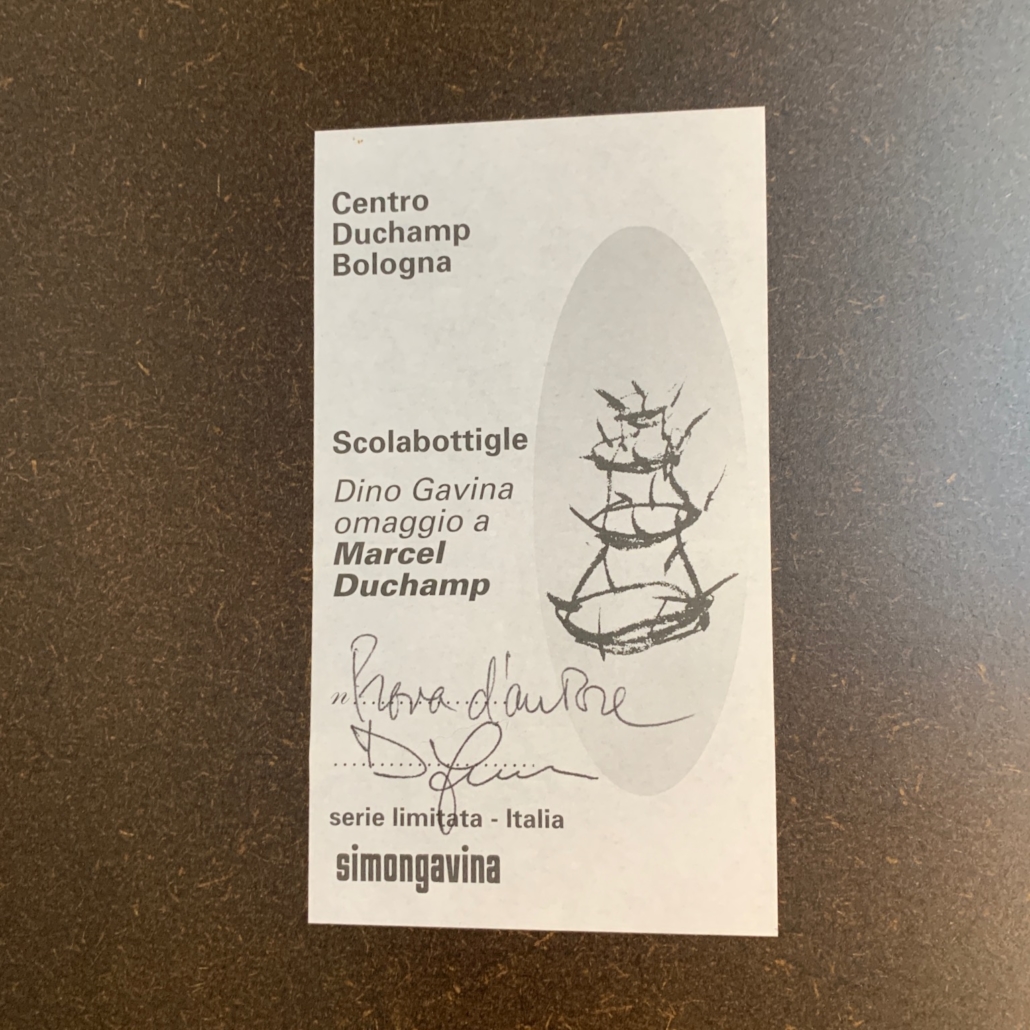 Centro
Duchamp
Bologna
Scolabottigle
Dino Gavina
omaggio a
Marcel
Duchamp
n. Prova d'autore
serie limitata - Italia
simongavina